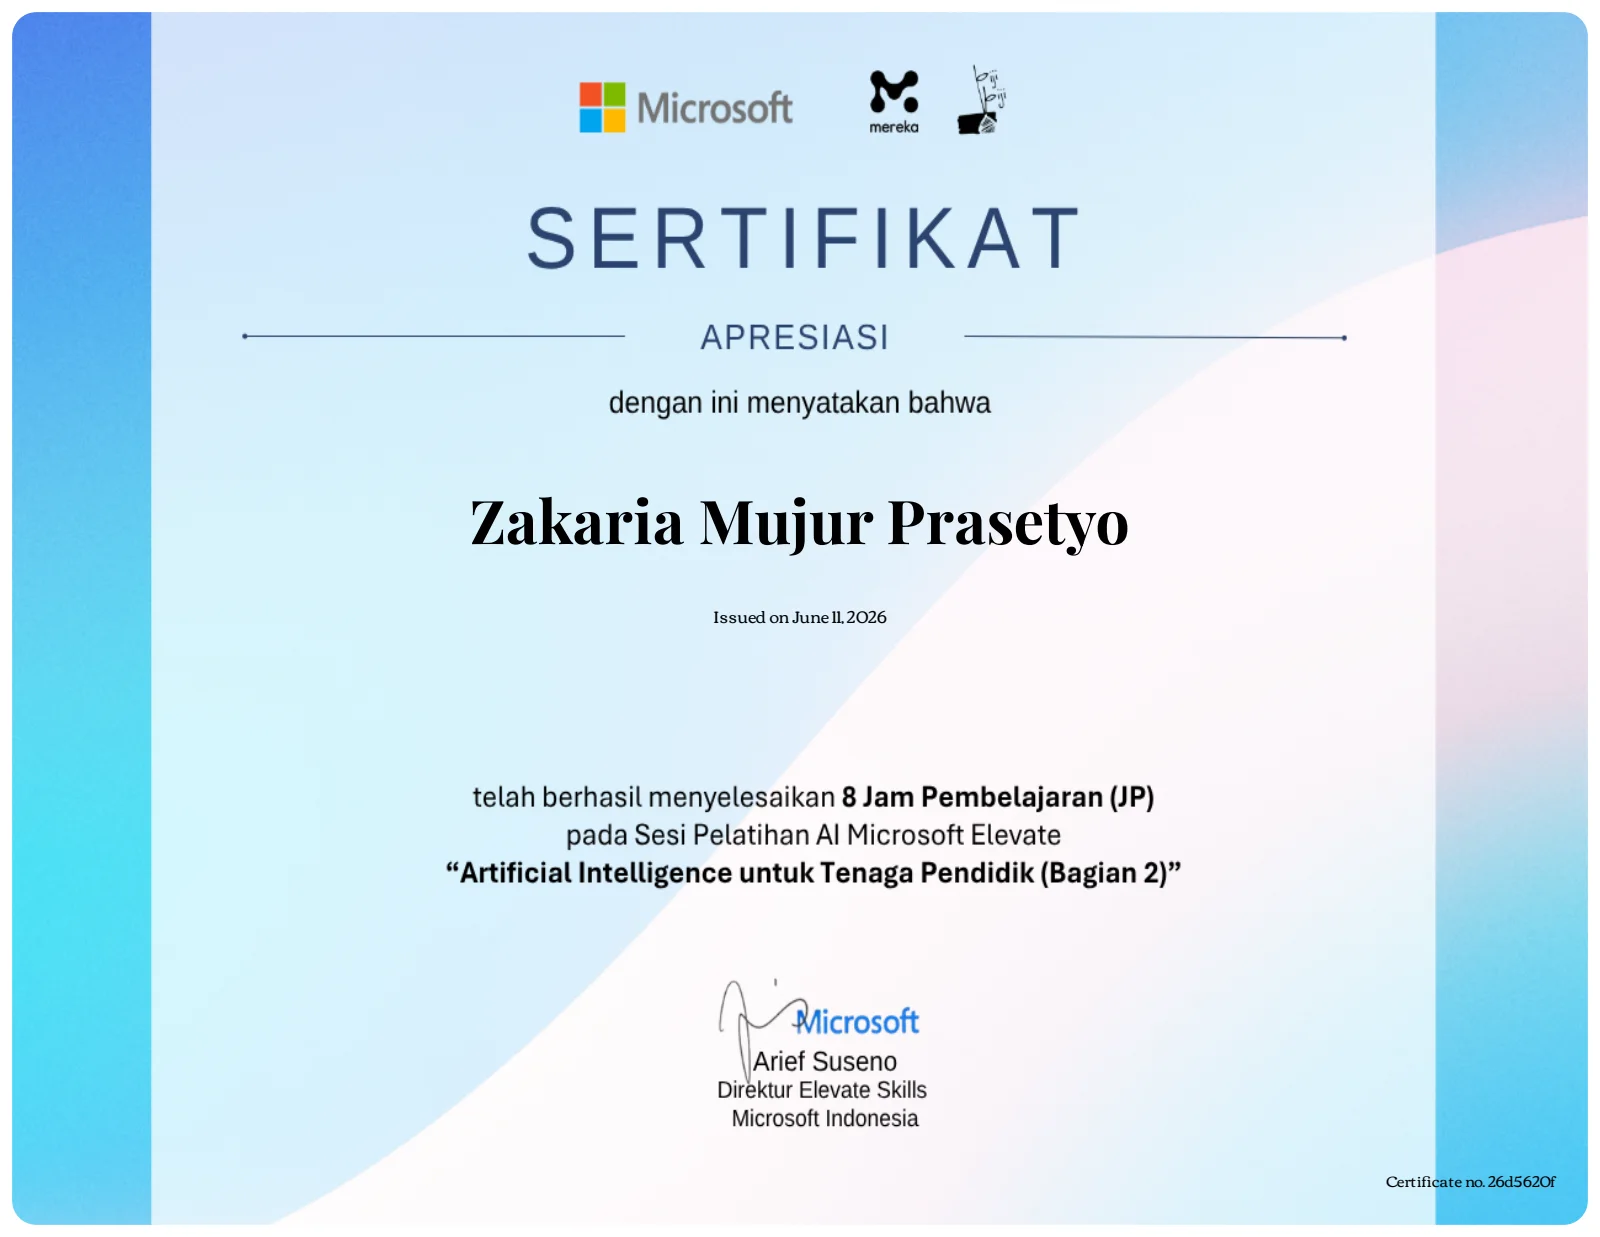 Microsoft
mereka
biji
biji
SERTIFIKAT
APRESIASI
dengan ini menyatakan bahwa
Zakaria Mujur Prasetyo
Issued on June 11, 2026
telah berhasil menyelesaikan 8 Jam Pembelajaran (JP)
pada Sesi Pelatihan AI Microsoft Elevate
“Artificial Intelligence untuk Tenaga Pendidik (Bagian 2)”
Microsoft
Arief Suseno
Direktur Elevate Skills
Microsoft Indonesia
Certificate no. 26d5620f